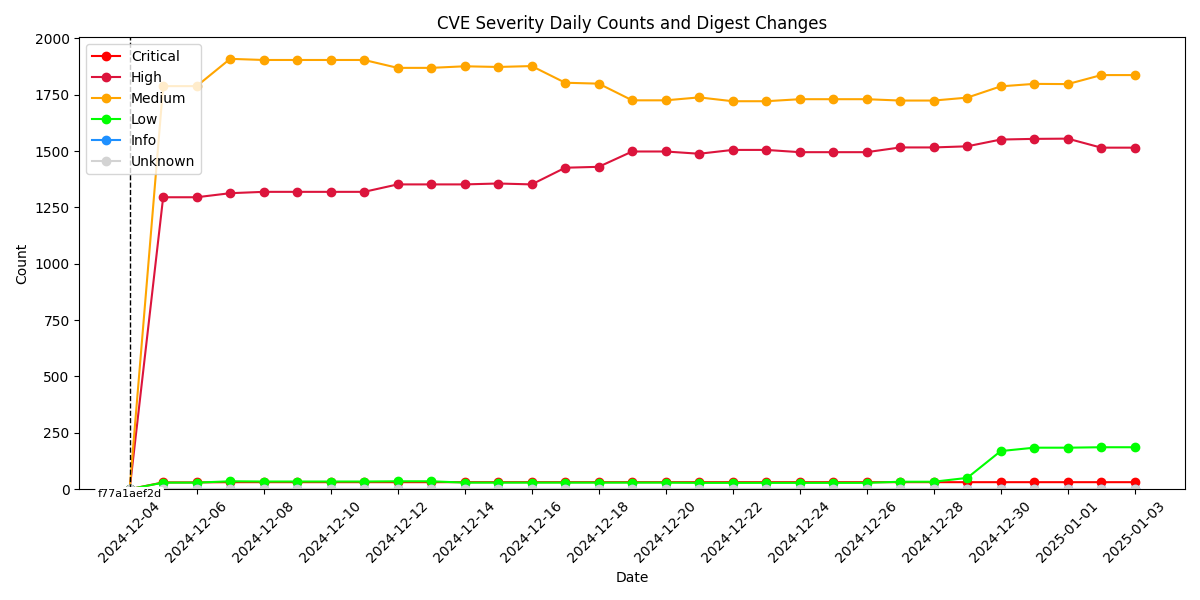 CVE Severity Daily Counts and Digest Changes
2000
1750
1500
1250
1000
750
500
250
0
Count
Critical
High
Medium
Low
Info
Unknown
f77a1aef2d
2024-12-04
2024-12-06
2024-12-08
2024-12-10
2024-12-12
2024-12-14
2024-12-16
2024-12-18
2024-12-20
2024-12-22
2024-12-24
2024-12-26
2024-12-28
2024-12-30
2025-01-01
2025-01-03
Date